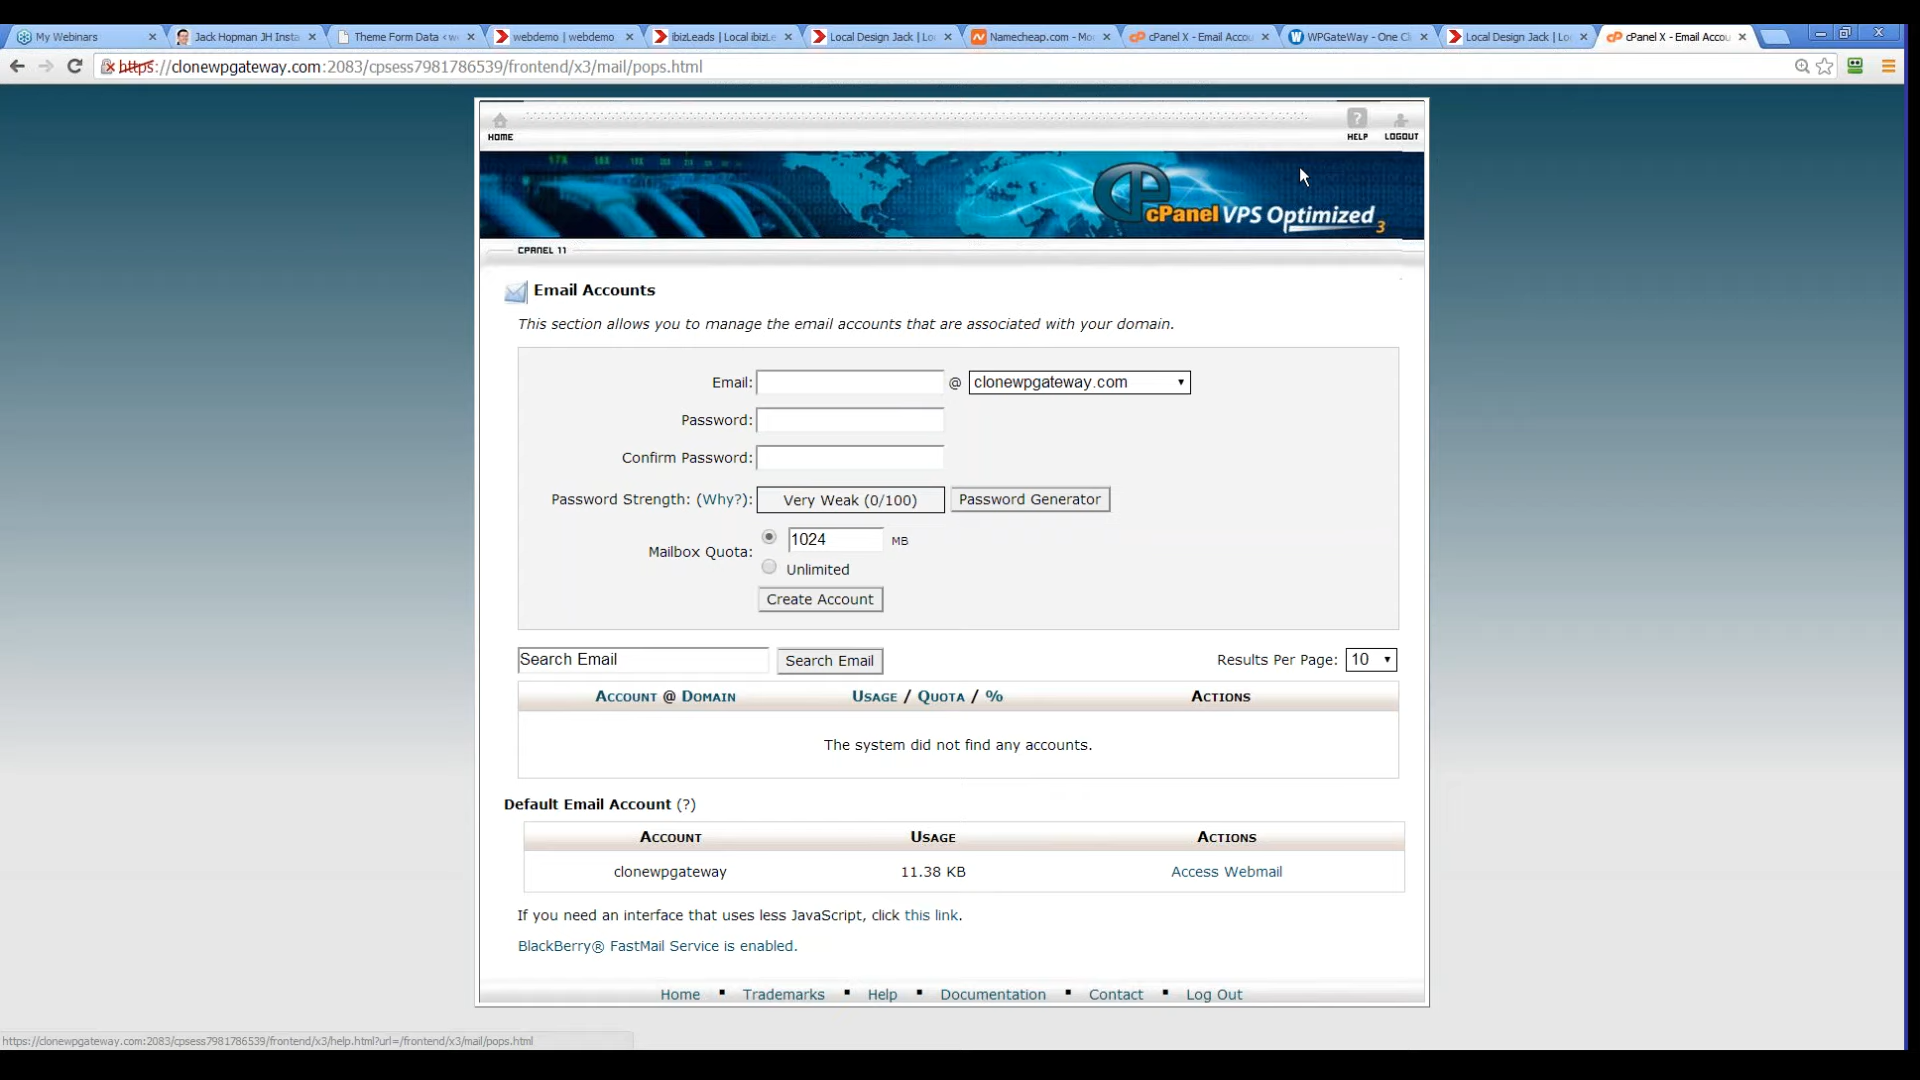 My Webinars
Jack Hopman JH Insta
Theme Form Data < w
webdemo | webdemo
ibizLeads | Local ibizLe
Local Design Jack | Lo
Namecheap.com - Mo
cPanel X - Email Accou
WPGateWay - One Cl
Local Design Jack | Lo
cPanel X - Email Accou
https://clonewpgateway.com:2083/cpsess7981786539/frontend/x3/mail/pops.html
HOME
HELP
LOGOUT
cPanel VPS Optimized 3
CPANEL 11
Email Accounts
This section allows you to manage the email accounts that are associated with your domain.
Email: @ clonewpgateway.com
Password:
Confirm Password:
Password Strength: (Why?): Very Weak (0/100) Password Generator
Mailbox Quota: 1024 MB
Unlimited
Create Account
Search Email Search Email Results Per Page: 10
Account @ Domain Usage / Quota / % Actions
The system did not find any accounts.
Default Email Account (?)
Account Usage Actions
clonewpgateway 11.38 KB Access Webmail
If you need an interface that uses less JavaScript, click this link.
BlackBerry® FastMail Service is enabled.
Home ▪ Trademarks ▪ Help ▪ Documentation ▪ Contact ▪ Log Out
https://clonewpgateway.com:2083/cpsess7981786539/frontend/x3/help.html?url=/frontend/x3/mail/pops.html